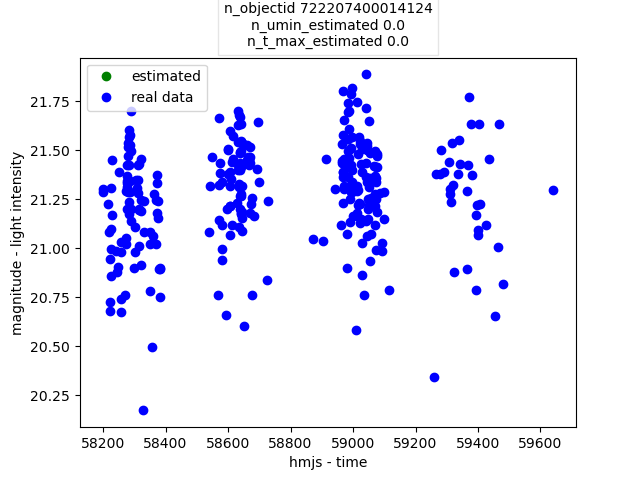 n_objectid 722207400014124
n_umin_estimated 0.0
n_t_max_estimated 0.0
estimated
real data
magnitude - light intensity
21.75
21.50
21.25
21.00
20.75
20.50
20.25
58200 58400 58600 58800 59000 59200 59400 59600
hmjs - time